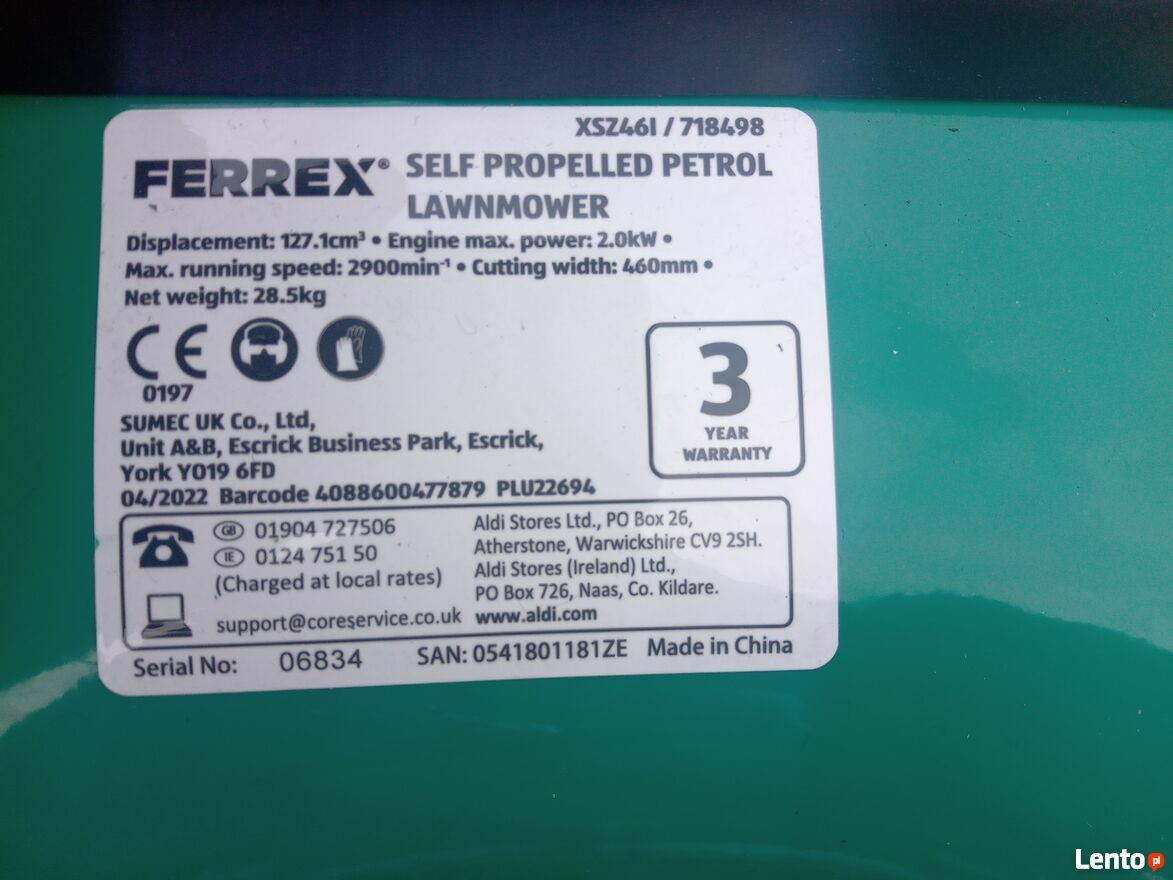 XSZ46I / 718498
FERREX® SELF PROPELLED PETROL
LAWNMOWER
Displacement: 127.1cm³ • Engine max. power: 2.0kW •
Max. running speed: 2900min⁻¹ • Cutting width: 460mm •
Net weight: 28.5kg
CE
0197
3
YEAR
WARRANTY
SUMEC UK Co., Ltd,
Unit A&B, Escrick Business Park, Escrick,
York YO19 6FD
04/2022 Barcode 4088600477879 PLU22694
GB 01904 727506
IE 0124 751 50
(Charged at local rates)
support@coreservice.co.uk
Aldi Stores Ltd., PO Box 26,
Atherstone, Warwickshire CV9 2SH.
Aldi Stores (Ireland) Ltd.,
PO Box 726, Naas, Co. Kildare.
www.aldi.com
Serial No: 06834 SAN: 0541801181ZE Made in China
Lento.pl